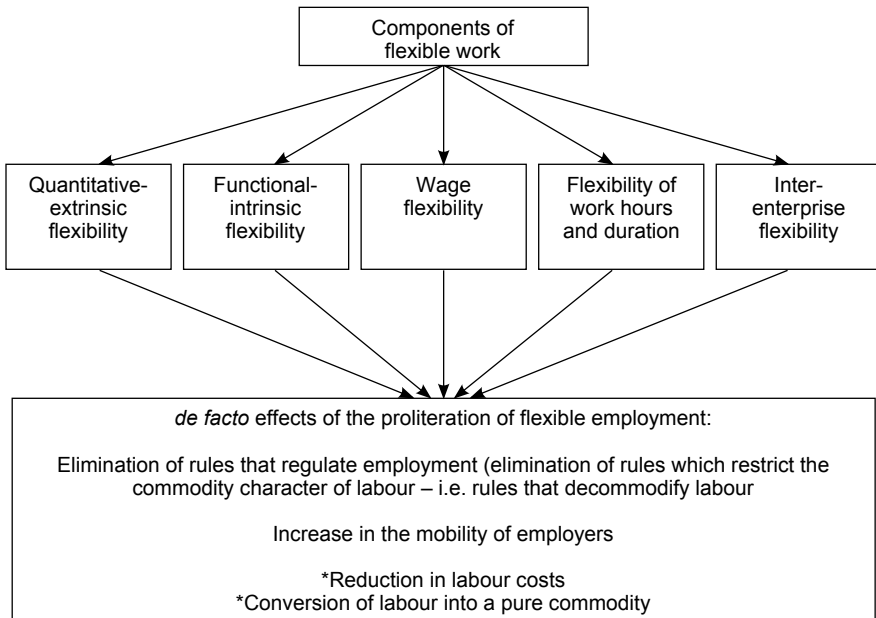 Components of
flexible work
Quantitative-
extrinsic
flexibility
Functional-
intrinsic
flexibility
Wage
flexibility
Flexibility of
work hours
and duration
Inter-
enterprise
flexibility
de facto effects of the proliteration of flexible employment:
Elimination of rules that regulate employment (elimination of rules which restrict the
commodity character of labour – i.e. rules that decommodify labour
Increase in the mobility of employers
*Reduction in labour costs
*Conversion of labour into a pure commodity